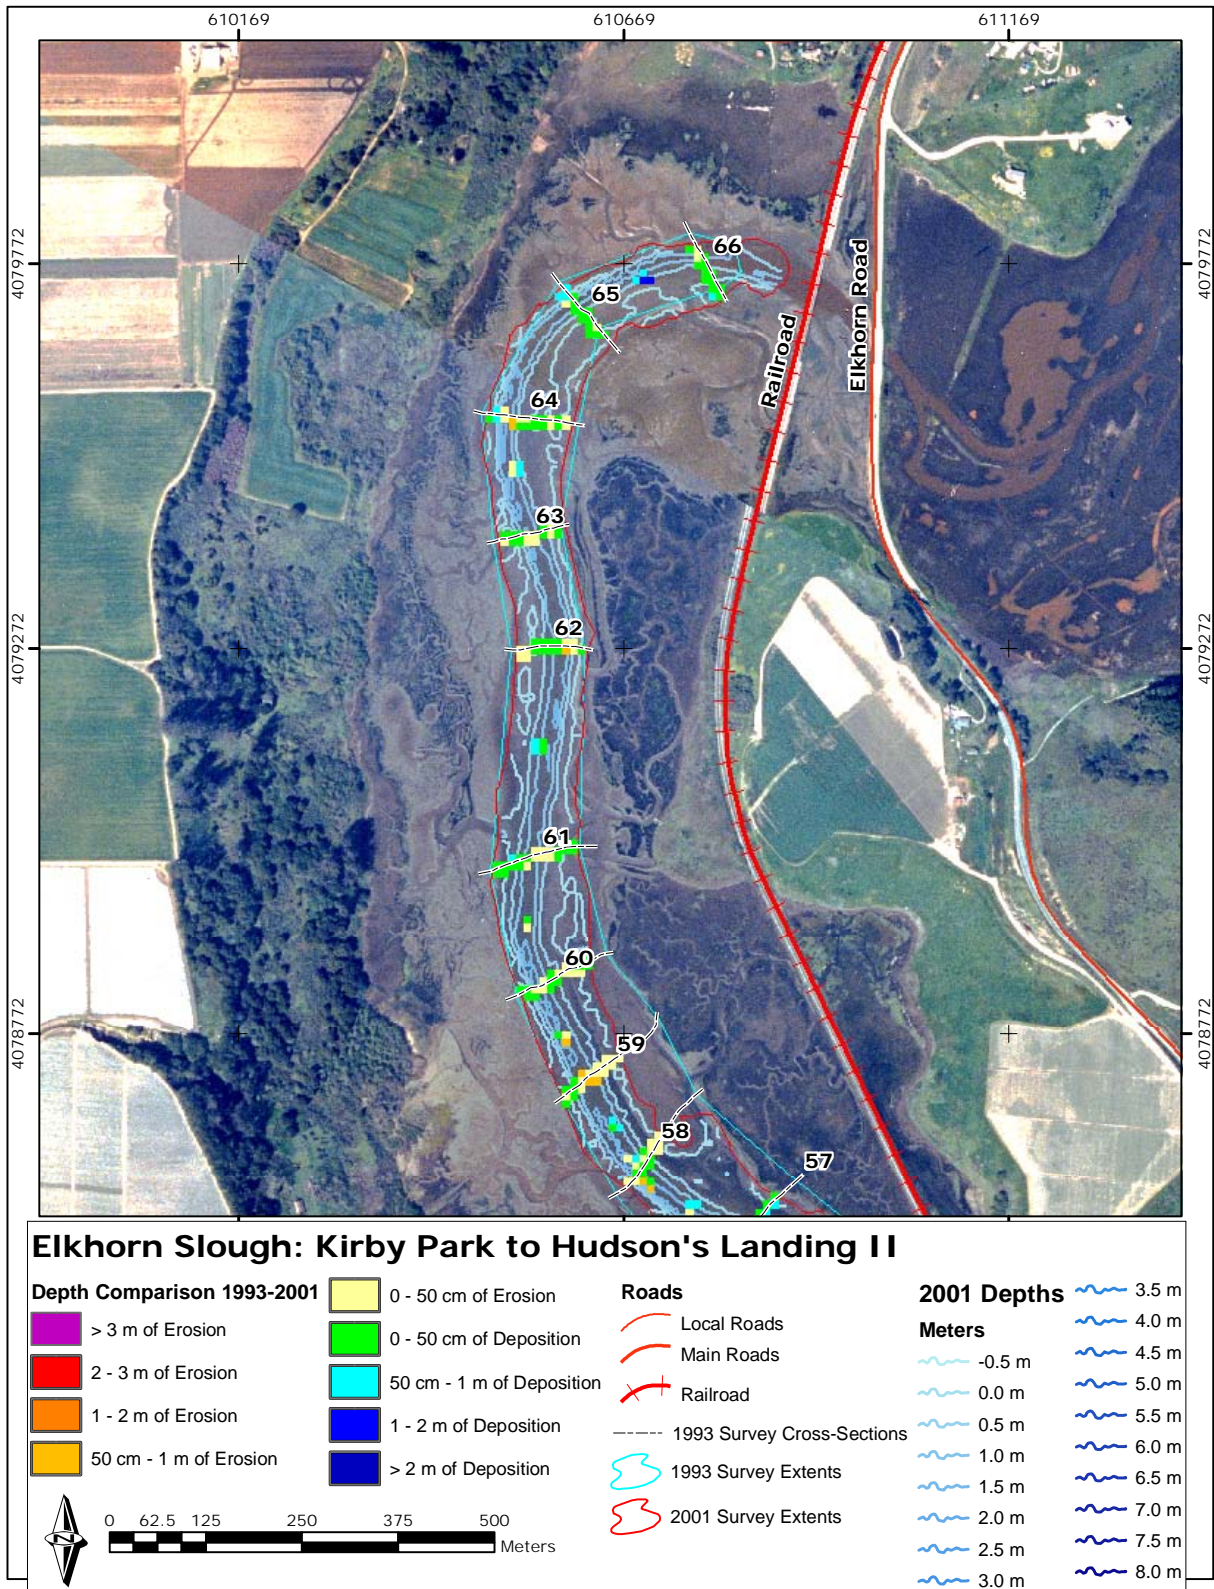 610169
610669
611169
4079772
4079772
66
65
Railroad
Elkhorn Road
64
63
62
4079272
4079272
61
60
4078772
4078772
59
58
57
Elkhorn Slough: Kirby Park to Hudson's Landing II
Depth Comparison 1993-2001
> 3 m of Erosion
2 - 3 m of Erosion
1 - 2 m of Erosion
50 cm - 1 m of Erosion
0 - 50 cm of Erosion
0 - 50 cm of Deposition
50 cm - 1 m of Deposition
1 - 2 m of Deposition
> 2 m of Deposition
Roads
Local Roads
Main Roads
Railroad
1993 Survey Cross-Sections
1993 Survey Extents
2001 Survey Extents
2001 Depths
Meters
-0.5 m
0.0 m
0.5 m
1.0 m
1.5 m
2.0 m
2.5 m
3.0 m
3.5 m
4.0 m
4.5 m
5.0 m
5.5 m
6.0 m
6.5 m
7.0 m
7.5 m
8.0 m
N
0 62.5 125 250 375 500
Meters